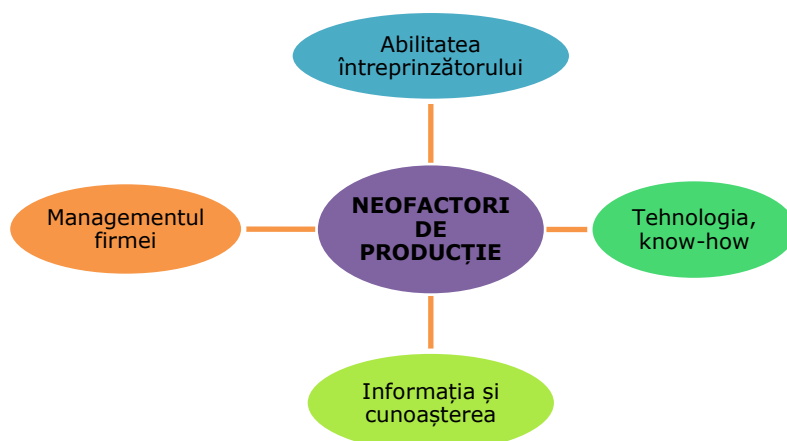 Abilitatea
întreprinzătorului
Managementul
firmei
NEOFACTORI
DE
PRODUCȚIE
Tehnologia,
know-how
Informația și
cunoașterea